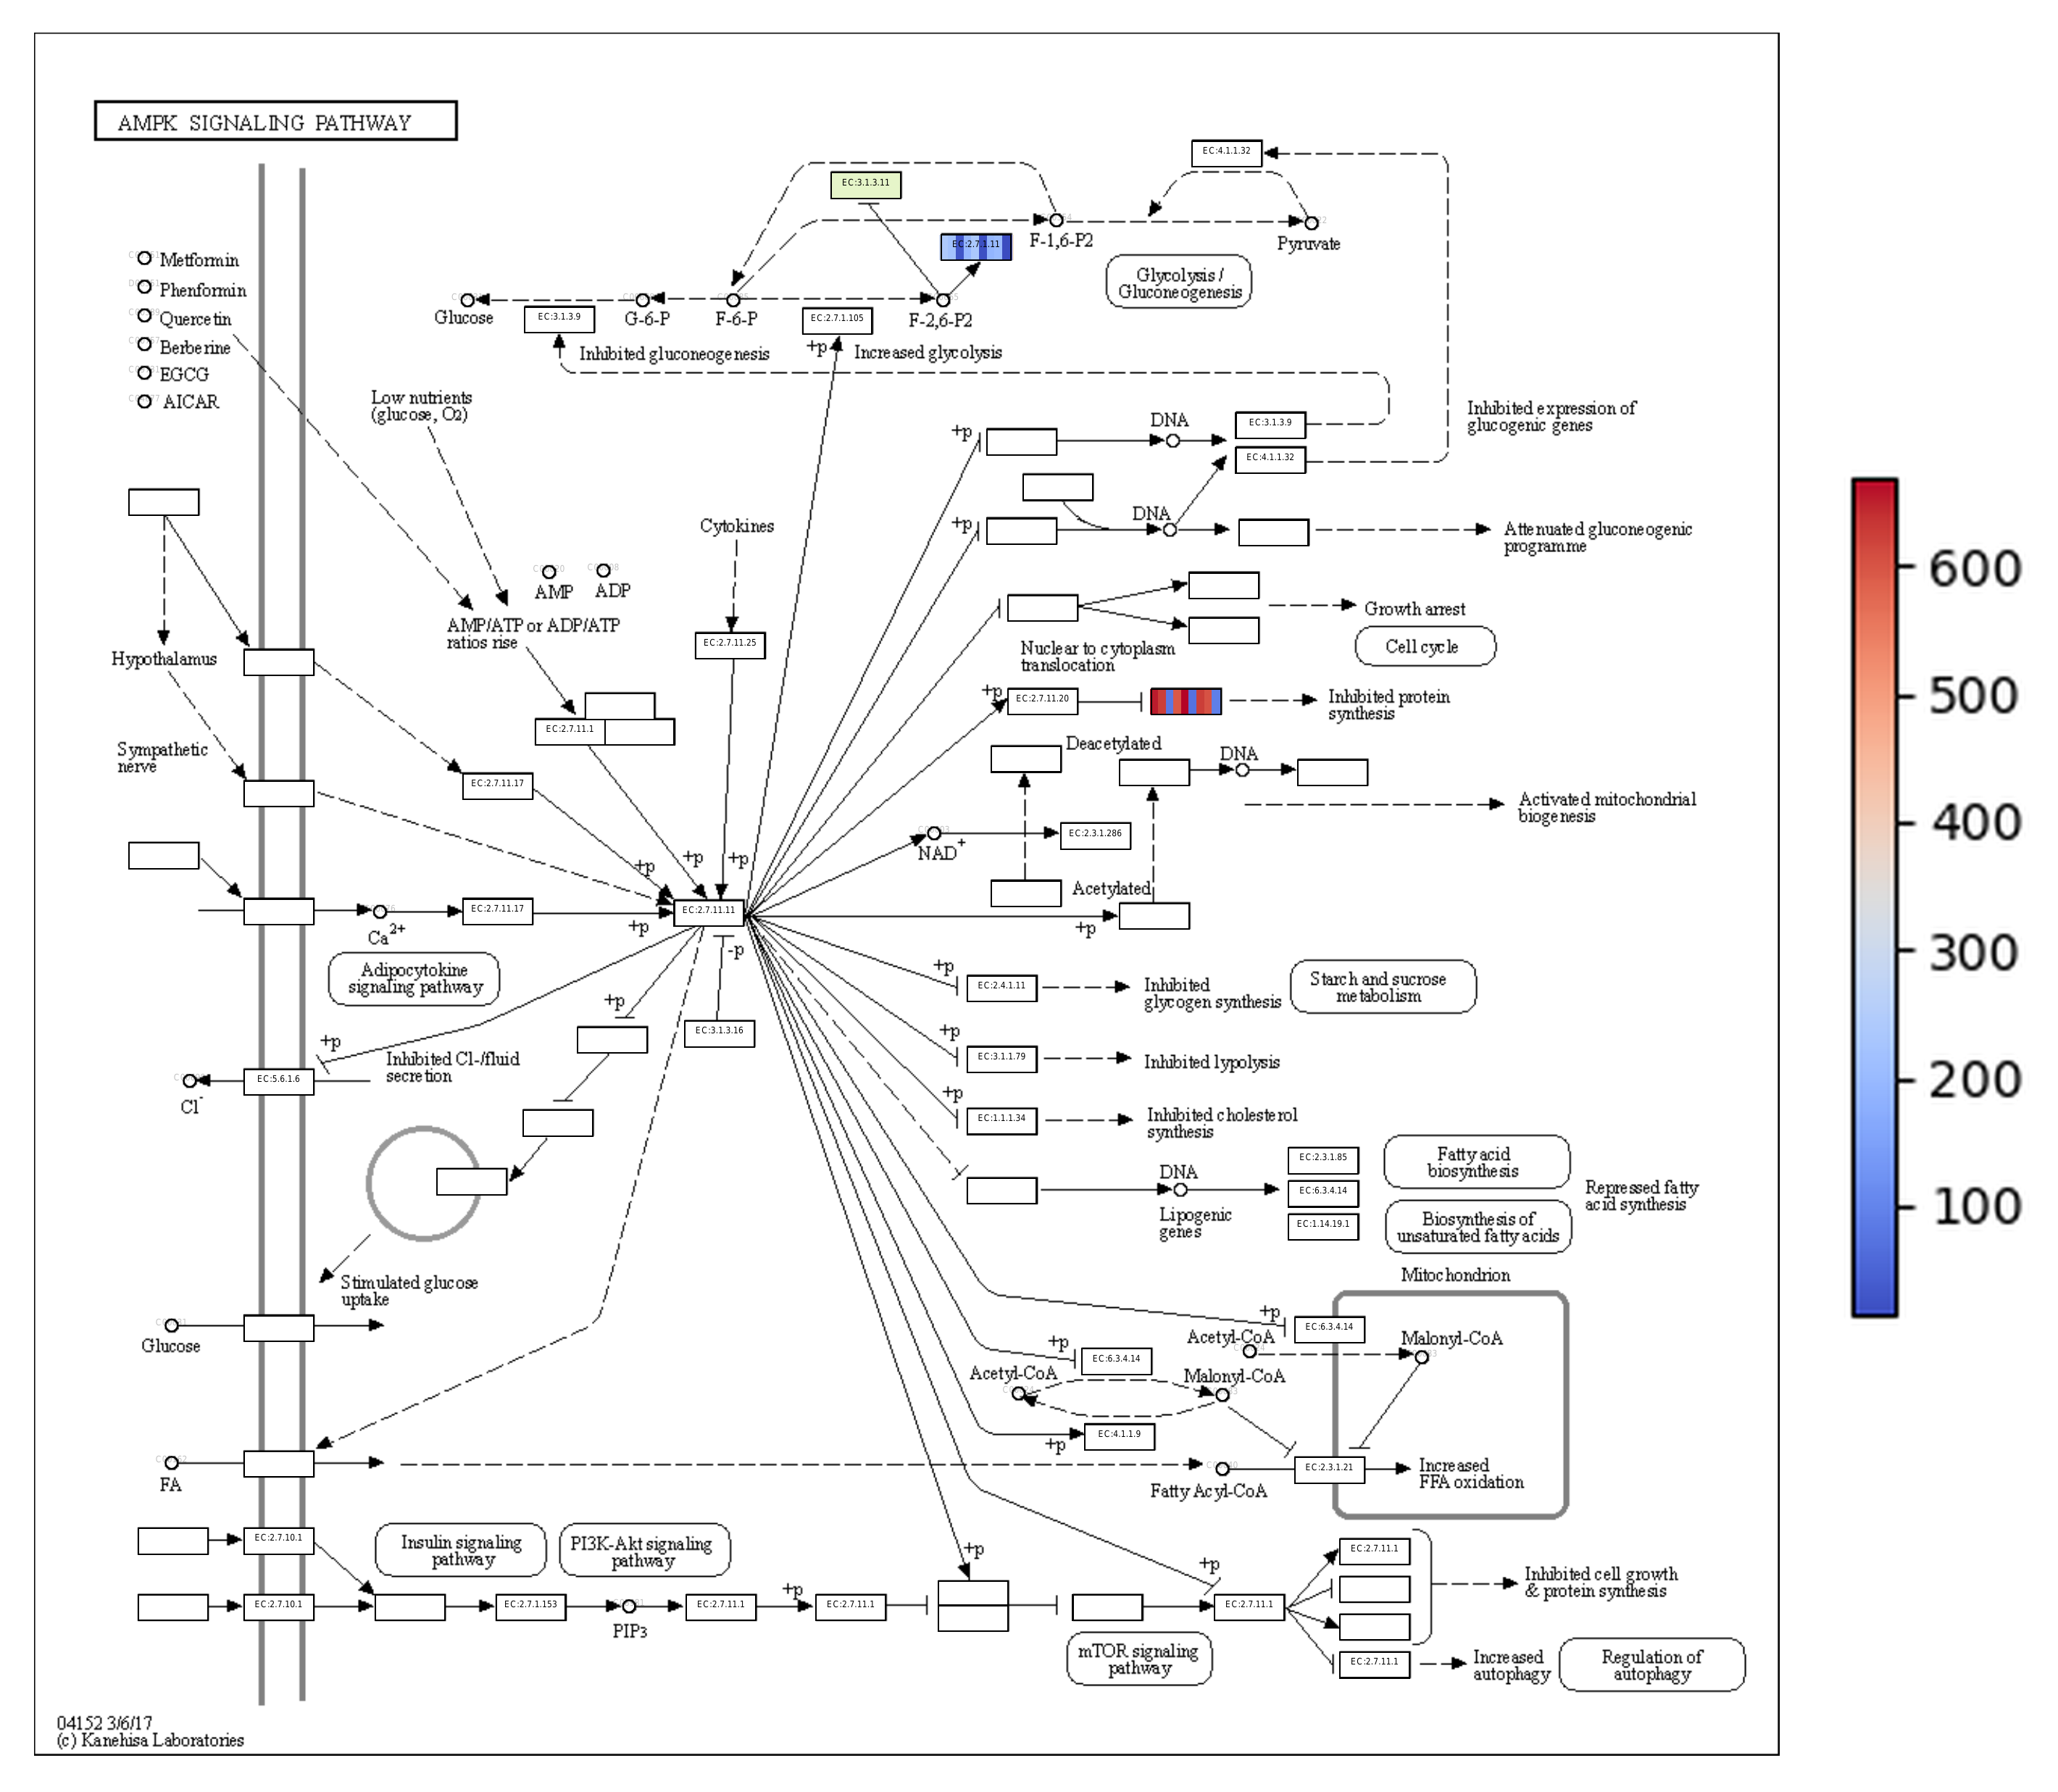 AMPK SIGNALING PATHWAY
EC:4.1.1.32
EC:3.1.3.11
EC:2.7.1.11
F-1,6-P2
Pyruvate
Glycolysis /
Gluconeogenesis
Metformin
Phenformin
Quercetin
Berberine
EGCG
AICAR
Glucose
EC:3.1.3.9
G-6-P
F-6-P
EC:2.7.1.105
F-2,6-P2
+p
Inhibited gluconeogenesis
Increased glycolysis
Low nutrients
(glucose, O2)
+p
DNA
EC:3.1.3.9
EC:4.1.1.32
Inhibited expression of
glucogenic genes
Cytokines
+p
DNA
Attenuated gluconeogenic
programme
AMP
ADP
AMP/ATP or ADP/ATP
ratios rise
EC:2.7.11.25
Growth arrest
Cell cycle
Nuclear to cytoplasm
translocation
Hypothalamus
+p
EC:2.7.11.20
Inhibited protein
synthesis
EC:2.7.11.1
Sympathetic
nerve
EC:2.7.11.17
Deacetylated
DNA
Activated mitochondrial
biogenesis
NAD+
EC:2.3.1.286
+p
+p
+p
Acetylated
Ca2+
EC:2.7.11.17
+p
EC:2.7.11.11
+p
-p
Adipocytokine
signaling pathway
+p
EC:2.4.1.11
Inhibited
glycogen synthesis
Starch and sucrose
metabolism
+p
EC:3.1.3.16
+p
EC:3.1.1.79
Inhibited lypolysis
+p
Inhibited Cl-/fluid
secretion
EC:5.6.1.6
Cl-
+p
EC:1.1.1.34
Inhibited cholesterol
synthesis
DNA
Lipogenic
genes
EC:2.3.1.85
EC:6.3.4.14
EC:1.14.19.1
Fatty acid
biosynthesis
Biosynthesis of
unsaturated fatty acids
Repressed fatty
acid synthesis
Stimulated glucose
uptake
Glucose
Mitochondrion
+p
EC:6.3.4.14
Acetyl-CoA
Malonyl-CoA
+p
EC:6.3.4.14
Acetyl-CoA
Malonyl-CoA
EC:4.1.1.9
+p
FA
Fatty Acyl-CoA
EC:2.3.1.21
Increased
FFA oxidation
EC:2.7.10.1
Insulin signaling
pathway
PI3K-Akt signaling
pathway
EC:2.7.10.1
EC:2.7.1.153
PIP3
EC:2.7.11.1
+p
EC:2.7.11.1
+p
+p
EC:2.7.11.1
mTOR signaling
pathway
EC:2.7.11.1
Inhibited cell growth
& protein synthesis
EC:2.7.11.1
Increased
autophagy
Regulation of
autophagy
04152 3/6/17
(c) Kanehisa Laboratories
600
500
400
300
200
100